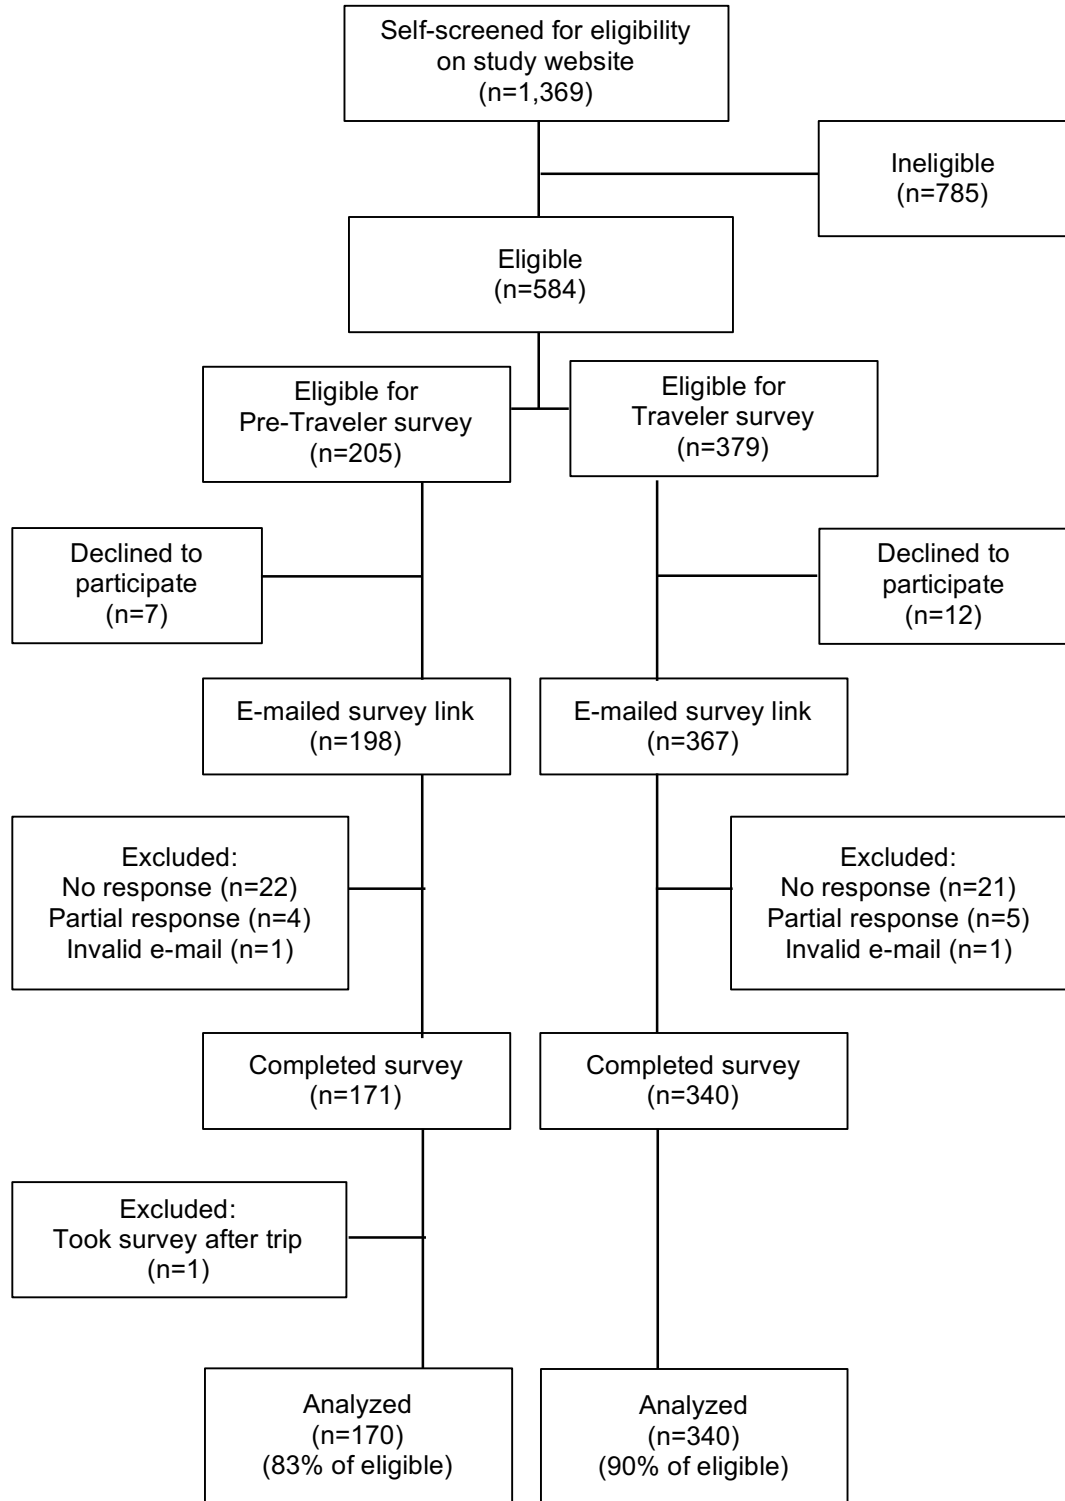 Self-screened for eligibility
on study website
(n=1,369)
Ineligible
(n=785)
Eligible
(n=584)
Eligible for
Pre-Traveler survey
(n=205)
Eligible for
Traveler survey
(n=379)
Declined to
participate
(n=7)
Declined to
participate
(n=12)
E-mailed survey link
(n=198)
E-mailed survey link
(n=367)
Excluded:
No response (n=22)
Partial response (n=4)
Invalid e-mail (n=1)
Excluded:
No response (n=21)
Partial response (n=5)
Invalid e-mail (n=1)
Completed survey
(n=171)
Completed survey
(n=340)
Excluded:
Took survey after trip
(n=1)
Analyzed
(n=170)
(83% of eligible)
Analyzed
(n=340)
(90% of eligible)